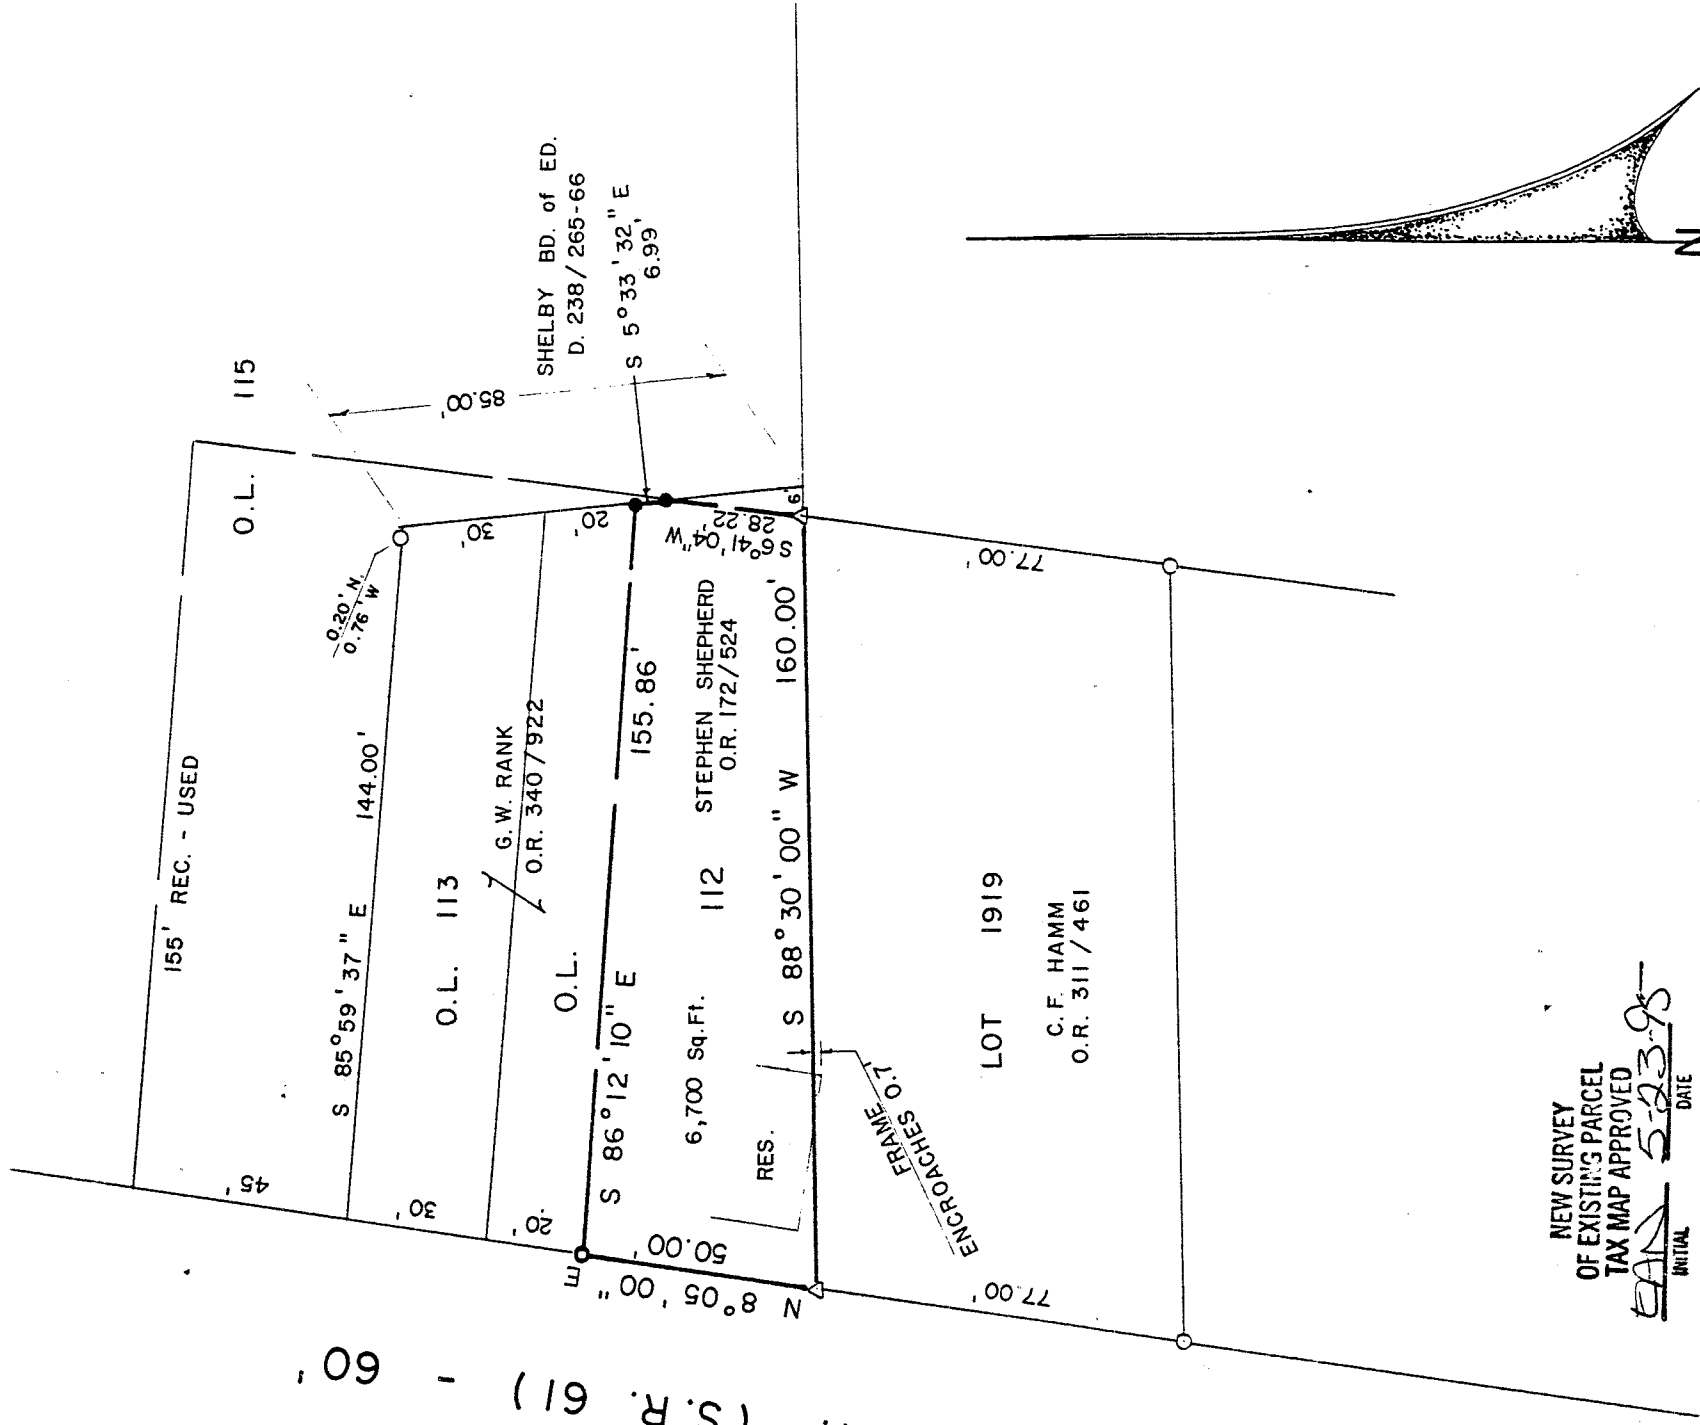 O.L. 115
155' REC. - USED
45'
S 85°59'37" E 144.00'
0.20' N.
0.76' W
30'
30'
O.L. 113
G.W. RANK
O.R. 340/922
20'
20'
O.L.
85.00'
SHELBY BD. of ED.
D. 238/265-66
S 5°33'32" E
6.99'
S 86°12'10" E 155.86'
S6°41'04"W
28.22'
6'
6,700 Sq.Ft.
112
STEPHEN SHEPHERD
O.R. 172/524
RES.
N 8°05'00" E
50.00'
S 88°30'00" W 160.00'
FRAME
ENCROACHES 0.7'
77.00'
77.00'
LOT 1919
C.F. HAMM
O.R. 311/461
(S.R. 61) - 60'
N
NEW SURVEY
OF EXISTING PARCEL
TAX MAP APPROVED
5-23-95
INITIAL DATE